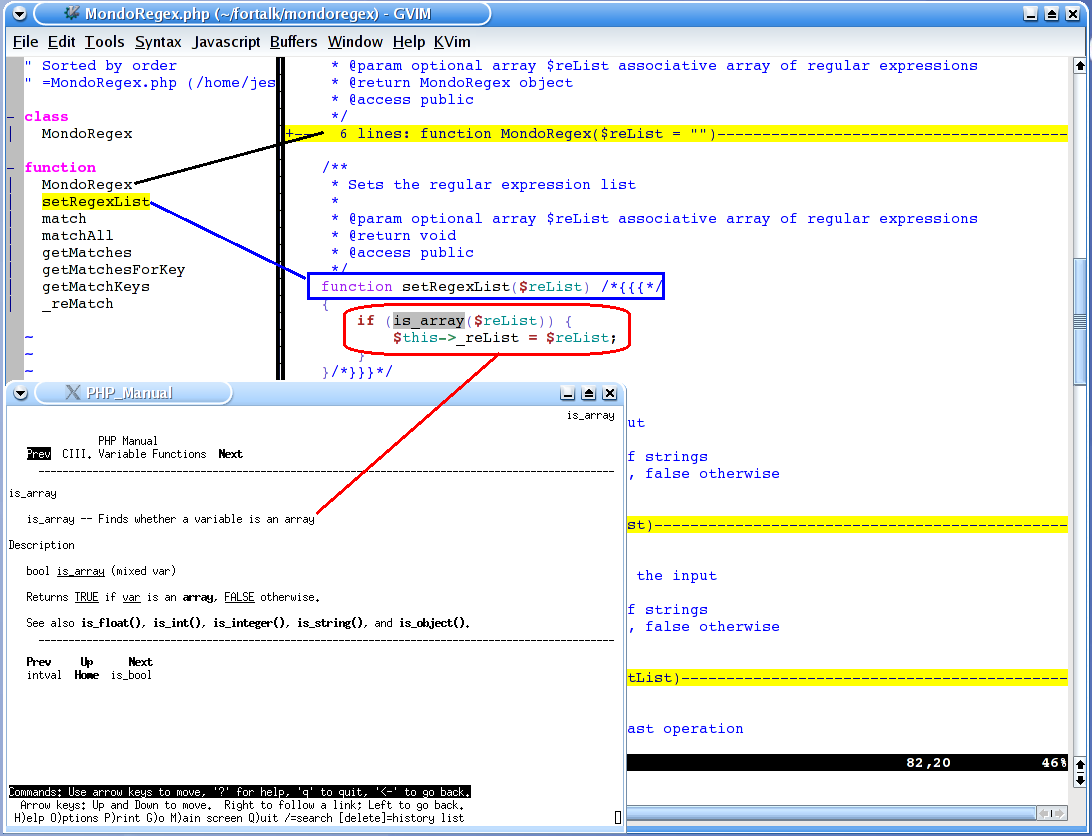 MondoRegex.php (~/fortalk/mondoregex) - GVIM
File Edit Tools Syntax Javascript Buffers Window Help KVim
" Sorted by order
" =MondoRegex.php (/home/jes
class
MondoRegex
function
MondoRegex
setRegexList
match
matchAll
getMatches
getMatchesForKey
getMatchKeys
_reMatch
~
~
~
* @param optional array $reList associative array of regular expressions
* @return MondoRegex object
* @access public
*/
+-- 6 lines: function MondoRegex($reList = "")---------------------------------------
/**
* Sets the regular expression list
*
* @param optional array $reList associative array of regular expressions
* @return void
* @access public
*/
function setRegexList($reList) /*{{{*/
{
if (is_array($reList)) {
$this->_reList = $reList;
}
}/*}}}*/
ut
f strings
, false otherwise
st)----------------------------------------------
the input
f strings
, false otherwise
tList)-------------------------------------------
ast operation
82,20 46%
PHP_Manual
is_array
PHP Manual
Prev CIII. Variable Functions Next
is_array
is_array -- Finds whether a variable is an array
Description
bool is_array (mixed var)
Returns TRUE if var is an array, FALSE otherwise.
See also is_float(), is_int(), is_integer(), is_string(), and is_object().
Prev Up Next
intval Home is_bool
Commands: Use arrow keys to move, '?' for help, 'q' to quit, '<-' to go back.
Arrow keys: Up and Down to move. Right to follow a link; Left to go back.
H)elp O)ptions P)rint G)o M)ain screen Q)uit /=search [delete]=history list